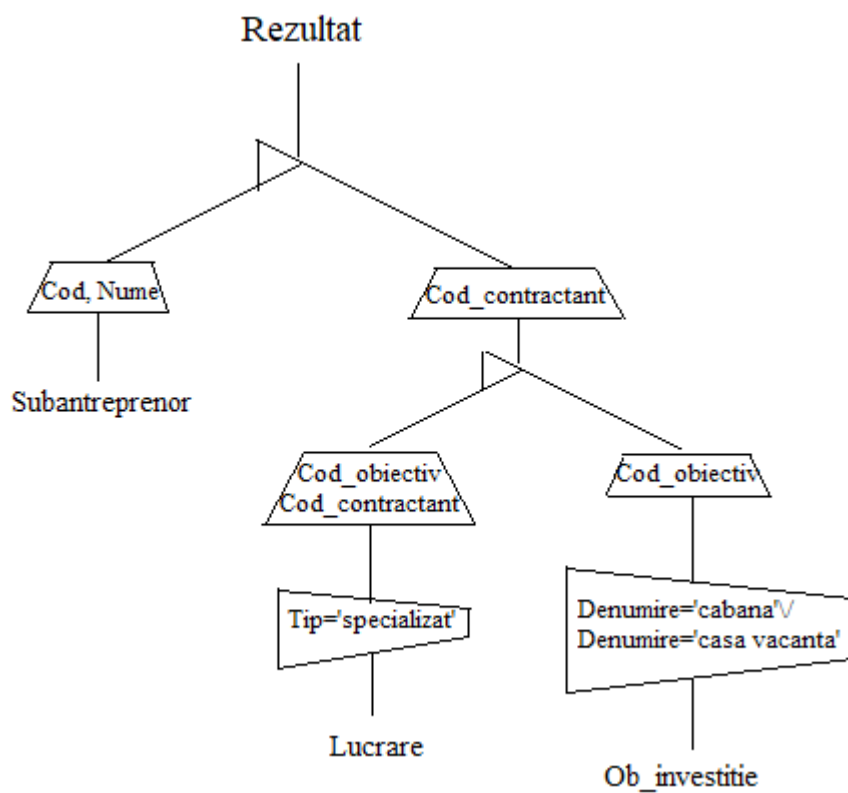 Rezultat
Cod, Nume
Cod_contractant
Subantreprenor
Cod_obiectiv
Cod_contractant
Cod_obiectiv
Tip='specializat'
Denumire='cabana'\/
Denumire='casa vacanta'
Lucrare
Ob_investitie